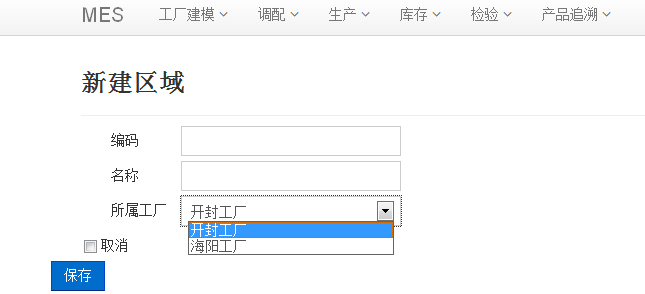 MES 工厂建模 调配 生产 库存 检验 产品追溯
新建区域
编码
名称
所属工厂 开封工厂
开封工厂
海阳工厂
取消
保存